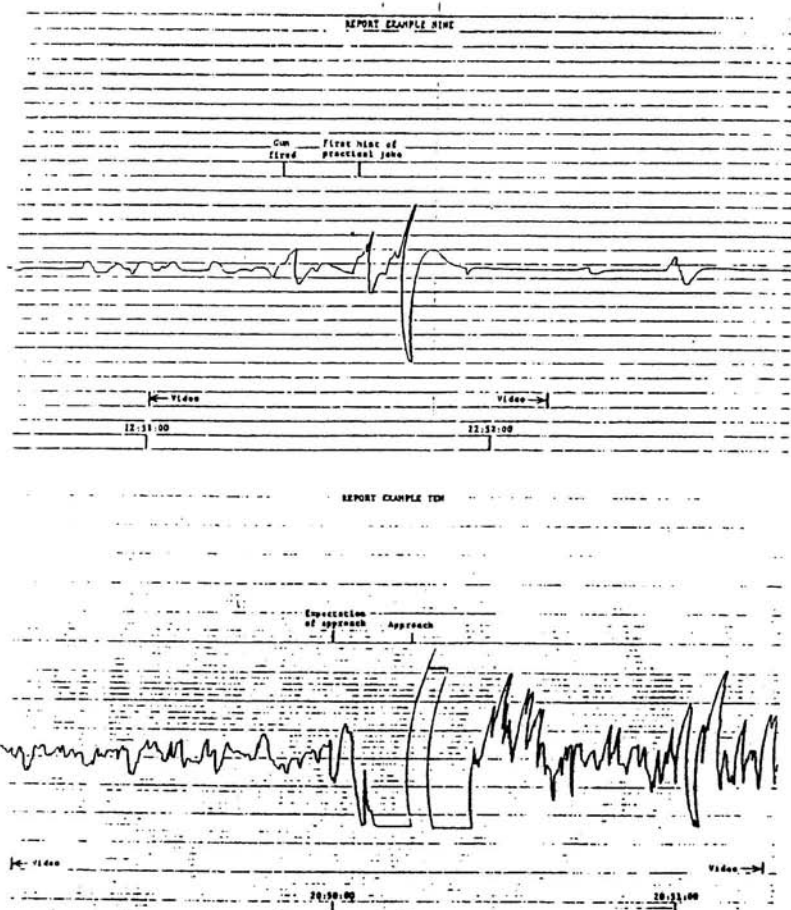 REPORT EXAMPLE NINE
Gun
fired
First hint of
practical joke
Video
Video
12:51:00
22:52:00
REPORT EXAMPLE TEN
Expectation
of approach
Approach
Video
Video
20:50:00
20:51:00